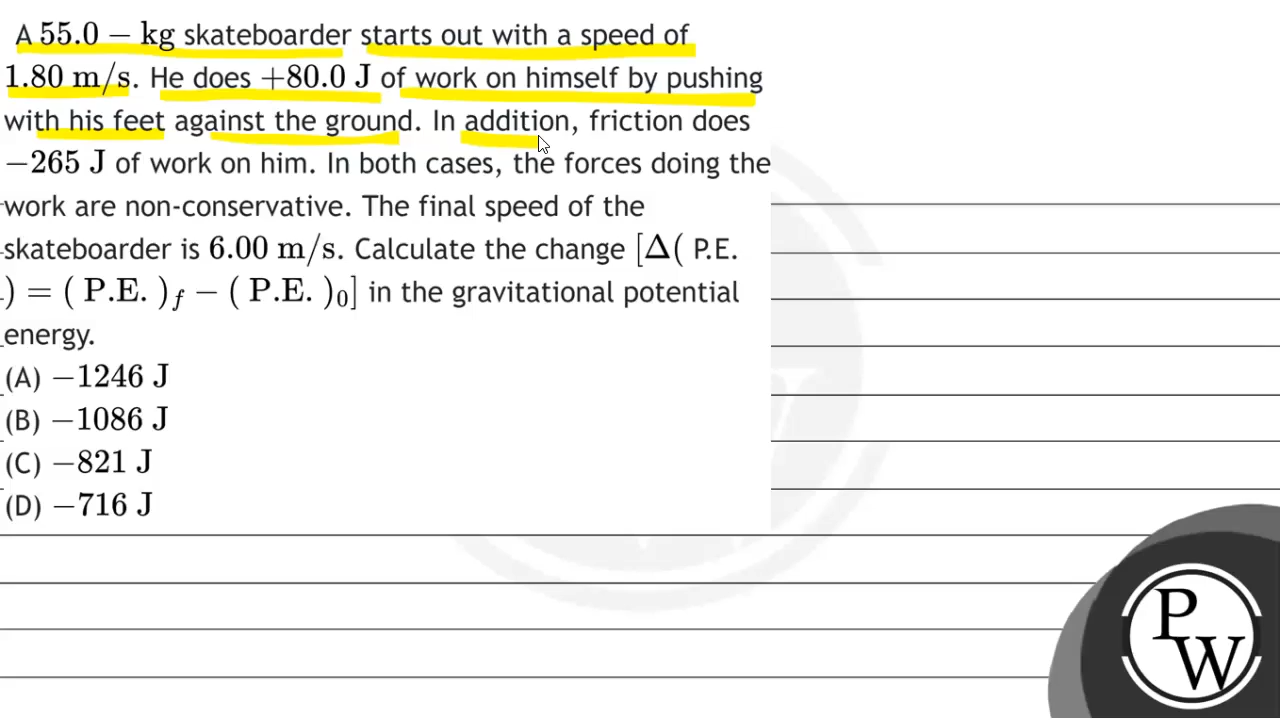 A 55.0 − kg skateboarder starts out with a speed of
1.80 m/s. He does +80.0 J of work on himself by pushing
with his feet against the ground. In addition, friction does
−265 J of work on him. In both cases, the forces doing the
work are non-conservative. The final speed of the
skateboarder is 6.00 m/s. Calculate the change [Δ( P.E.
) = ( P.E. )f − ( P.E. )0] in the gravitational potential
energy.
(A) −1246 J
(B) −1086 J
(C) −821 J
(D) −716 J
P
W